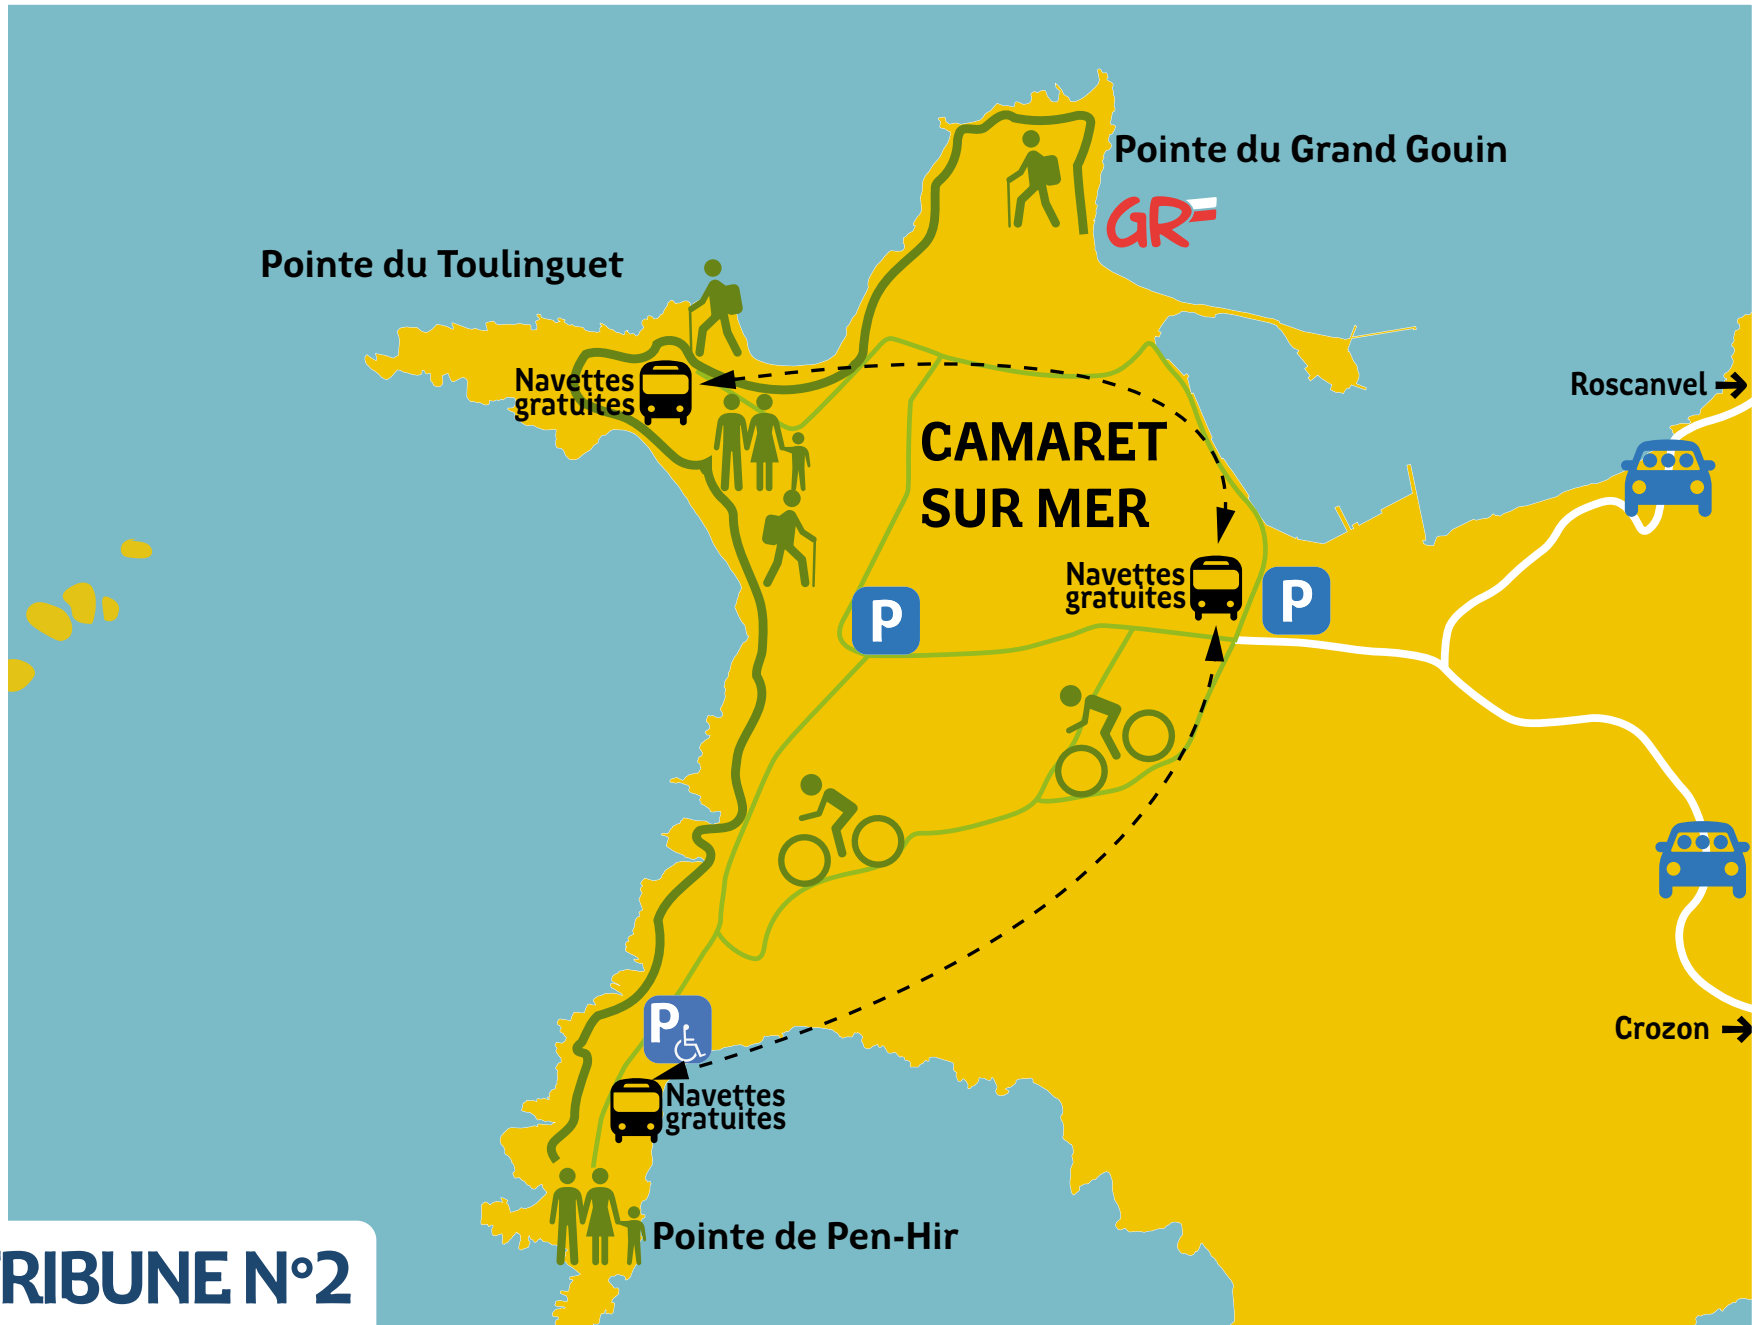 Pointe du Grand Gouin
GR
Pointe du Toulinguet
Navettes
gratuites
Roscanvel
CAMARET
SUR MER
Navettes
gratuites
P
P
P
Crozon
Navettes
gratuites
Pointe de Pen-Hir
RIBUNE N°2